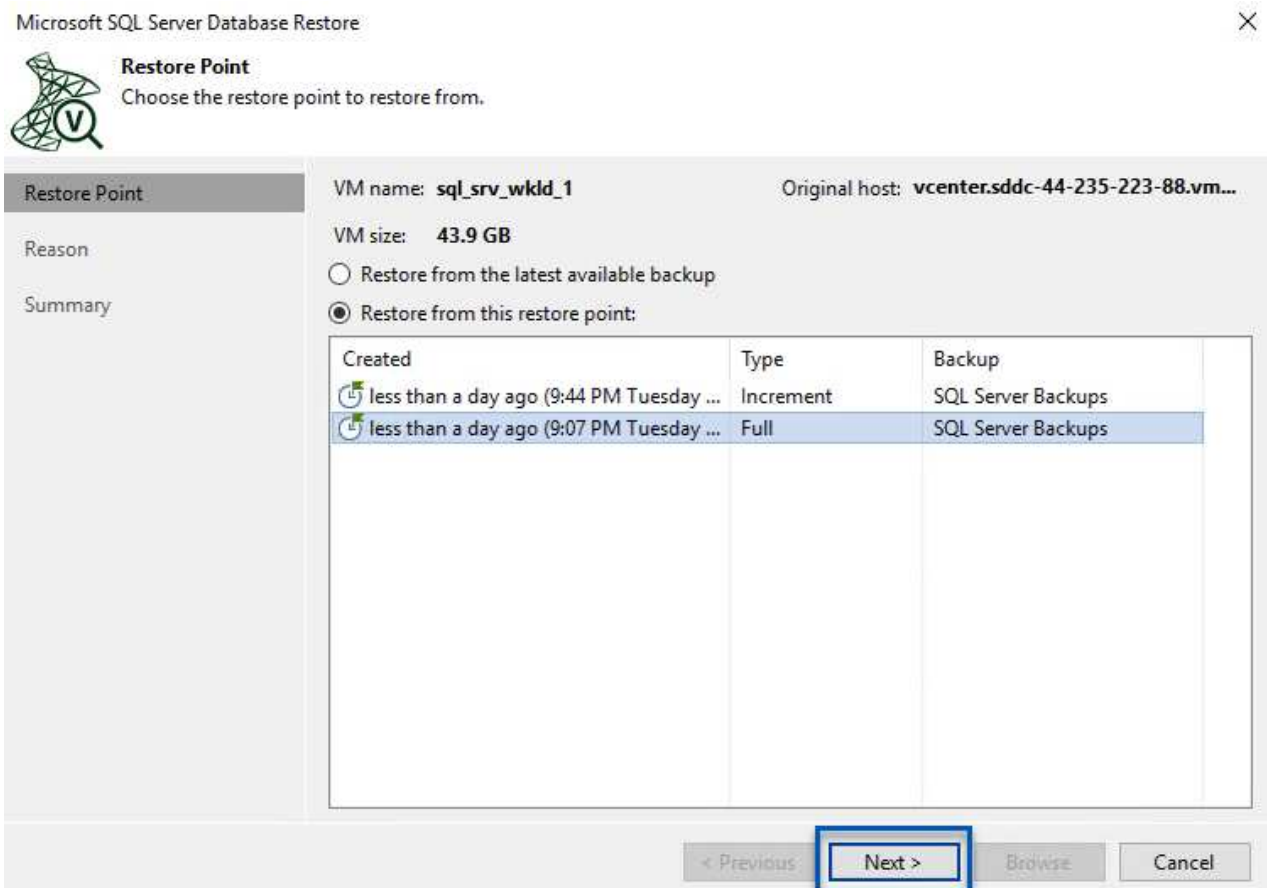 Microsoft SQL Server Database Restore
Restore Point
Choose the restore point to restore from.
V
Restore Point
Reason
Summary
VM name: sql_srv_wkld_1 Original host: vcenter.sddc-44-235-223-88.vm...
VM size: 43.9 GB
Restore from the latest available backup
Restore from this restore point:
Created Type Backup
less than a day ago (9:44 PM Tuesday ... Increment SQL Server Backups
less than a day ago (9:07 PM Tuesday ... Full SQL Server Backups
< Previous Next > Browse Cancel